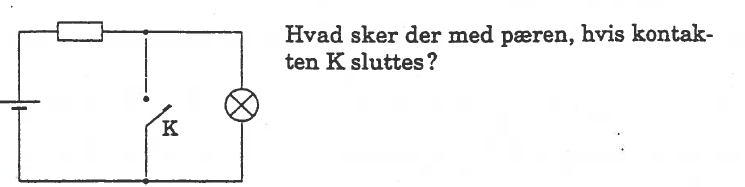 Hvad sker der med pæren, hvis kontak-
ten K sluttes?
K